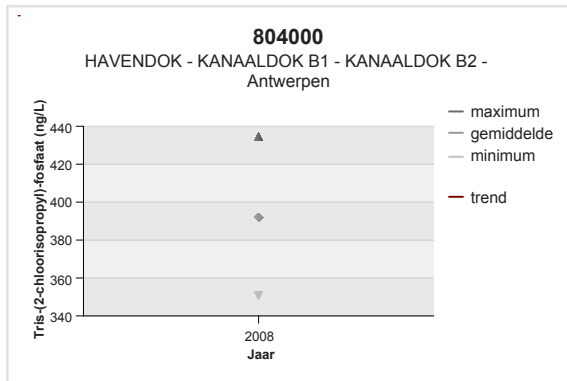 804000
HAVENDOK - KANAALDOK B1 - KANAALDOK B2 -
Antwerpen
Tris-(2-chloorisopropyl)-fosfaat (ng/L)
440
420
400
380
360
340
2008
Jaar
maximum
gemiddelde
minimum
trend